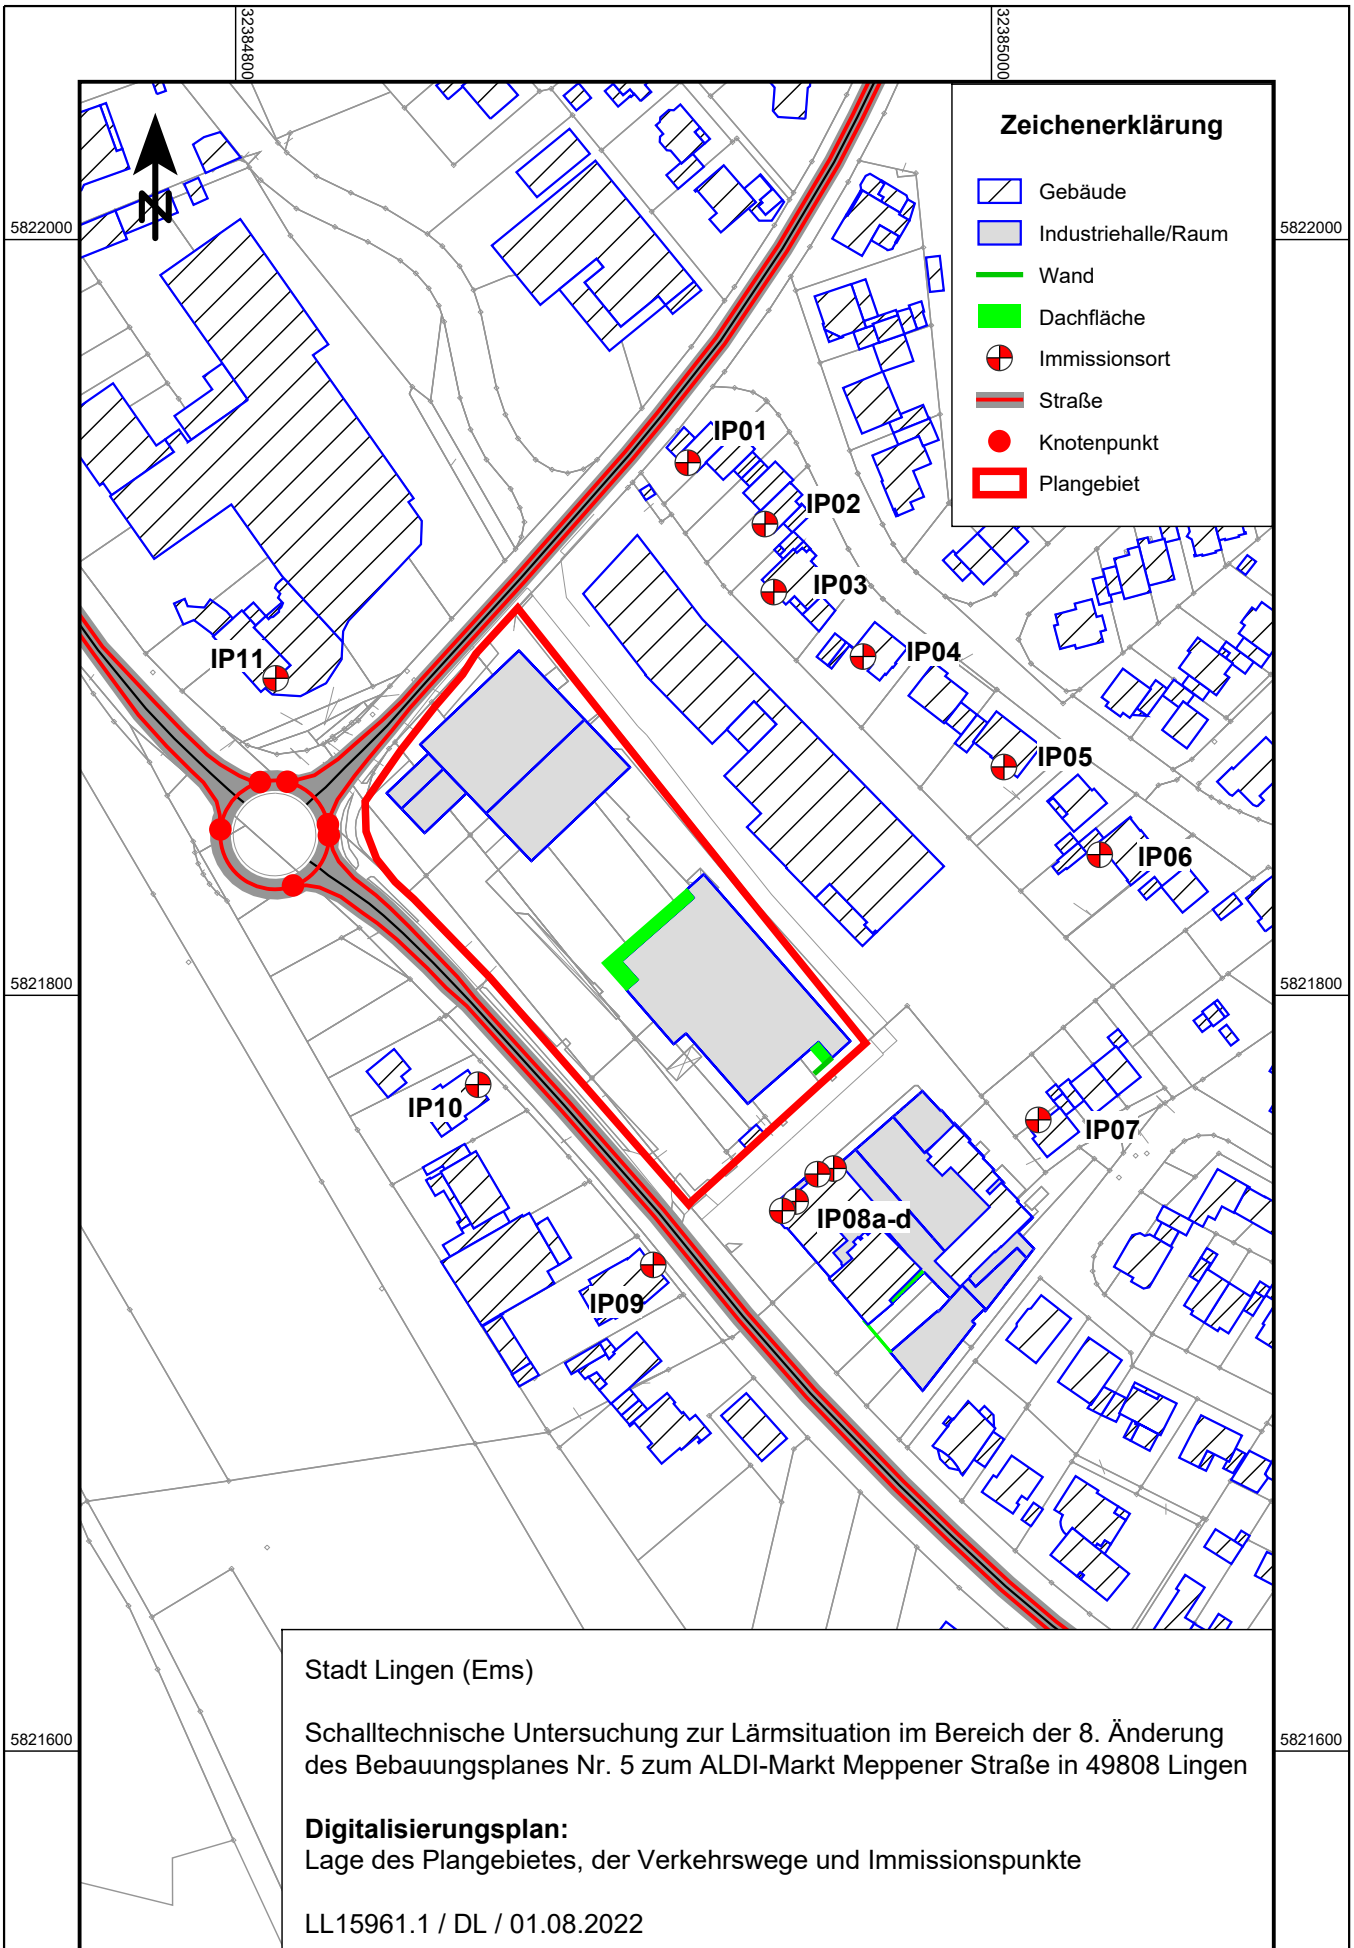 32384800
32385000
Zeichenerklärung
Gebäude
Industriehalle/Raum
Wand
Dachfläche
Immissionsort
Straße
Knotenpunkt
Plangebiet
N
5822000
5822000
IP01
IP02
IP03
IP04
IP11
IP05
IP06
5821800
5821800
IP10
IP07
IP08a-d
IP09
5821600
5821600
Stadt Lingen (Ems)
Schalltechnische Untersuchung zur Lärmsituation im Bereich der 8. Änderung
des Bebauungsplanes Nr. 5 zum ALDI-Markt Meppener Straße in 49808 Lingen
Digitalisierungsplan:
Lage des Plangebietes, der Verkehrswege und Immissionspunkte
LL15961.1 / DL / 01.08.2022